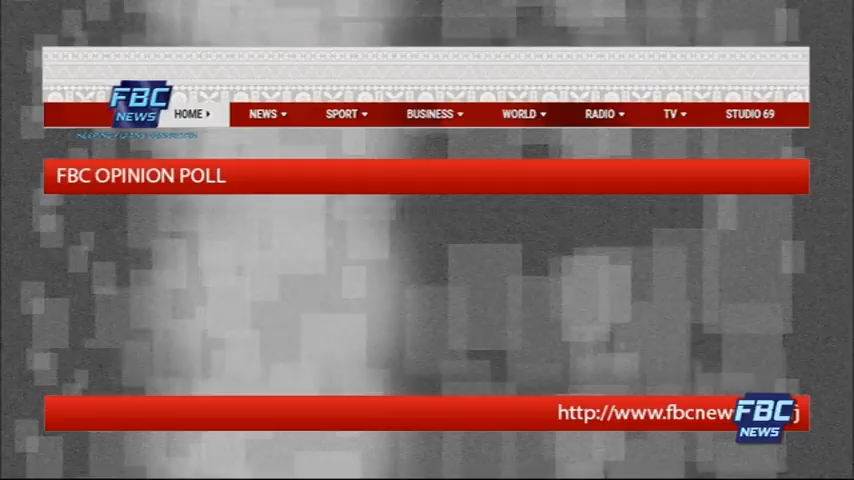 FBC
NEWS
HOME NEWS SPORT BUSINESS WORLD RADIO TV STUDIO 69
FBC OPINION POLL
http://www.fbcnew
j
FBC
NEWS